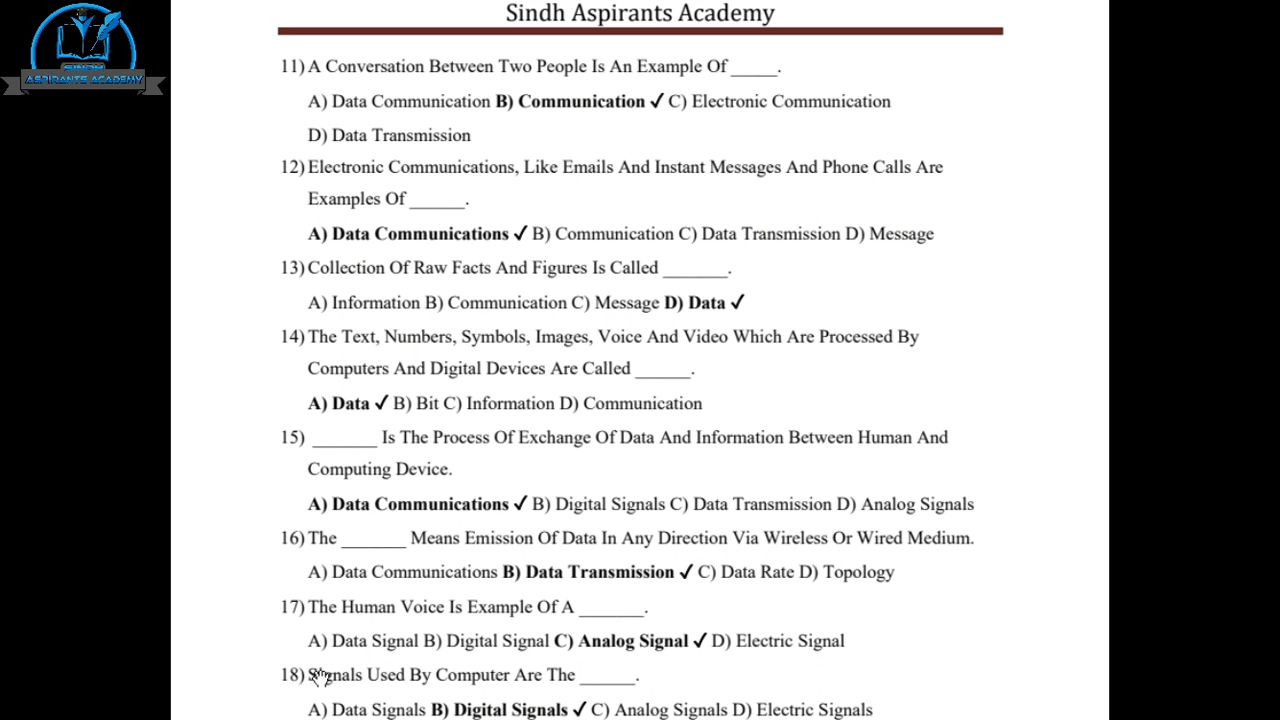 Sindh Aspirants Academy
SINDH
ASPIRANTS ACADEMY
11) A Conversation Between Two People Is An Example Of _____.
A) Data Communication B) Communication ✓ C) Electronic Communication
D) Data Transmission
12) Electronic Communications, Like Emails And Instant Messages And Phone Calls Are
Examples Of ______.
A) Data Communications ✓ B) Communication C) Data Transmission D) Message
13) Collection Of Raw Facts And Figures Is Called _______.
A) Information B) Communication C) Message D) Data ✓
14) The Text, Numbers, Symbols, Images, Voice And Video Which Are Processed By
Computers And Digital Devices Are Called ______.
A) Data ✓ B) Bit C) Information D) Communication
15) _______ Is The Process Of Exchange Of Data And Information Between Human And
Computing Device.
A) Data Communications ✓ B) Digital Signals C) Data Transmission D) Analog Signals
16) The _______ Means Emission Of Data In Any Direction Via Wireless Or Wired Medium.
A) Data Communications B) Data Transmission ✓ C) Data Rate D) Topology
17) The Human Voice Is Example Of A _______.
A) Data Signal B) Digital Signal C) Analog Signal ✓ D) Electric Signal
18) Signals Used By Computer Are The ______.
A) Data Signals B) Digital Signals ✓ C) Analog Signals D) Electric Signals